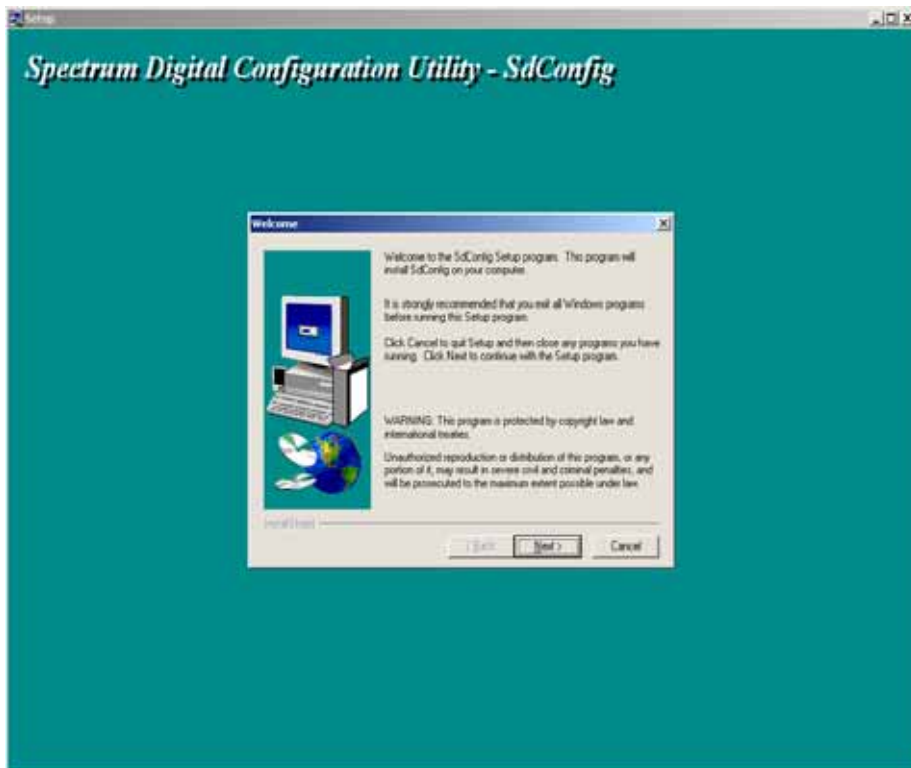 Setup
Spectrum Digital Configuration Utility - SdConfig
Welcome
Welcome to the SdConfig Setup program. This program will
install SdConfig on your computer.
It is strongly recommended that you exit all Windows programs
before running this Setup program.
Click Cancel to quit Setup and then close any programs you have
running. Click Next to continue with the Setup program.
WARNING: This program is protected by copyright law and
international treaties.
Unauthorized reproduction or distribution of this program, or any
portion of it, may result in severe civil and criminal penalties, and
will be prosecuted to the maximum extent possible under law.
InstallShield
< Back
Next >
Cancel